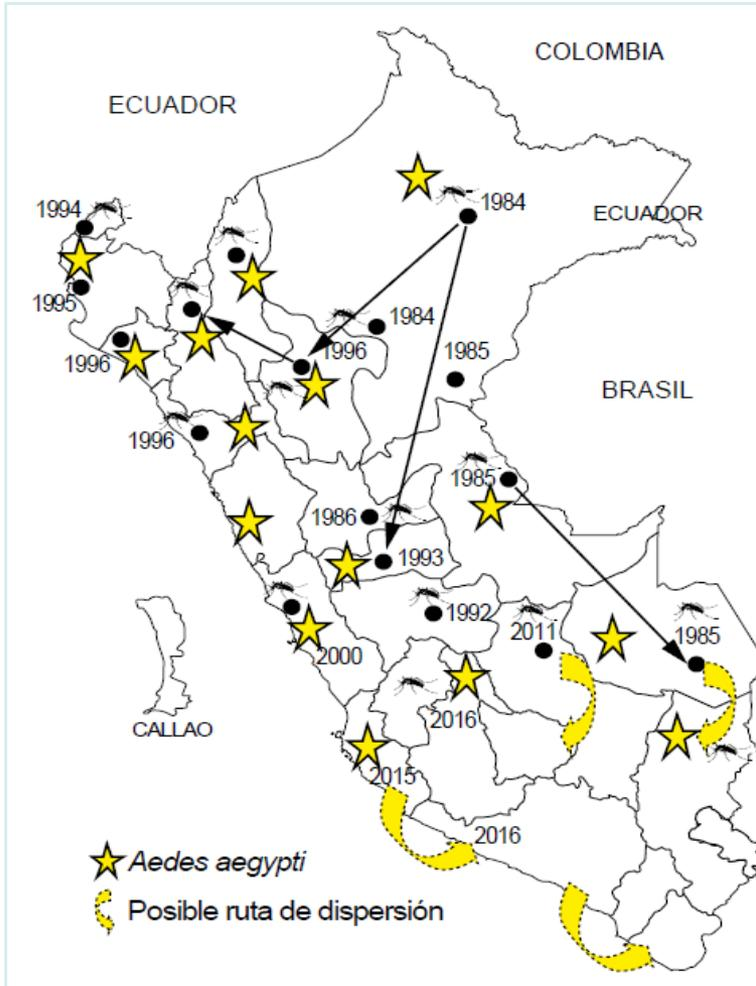 COLOMBIA
ECUADOR
1994
1984
ECUADOR
1995
1984
1996
1996
1985
BRASIL
1996
1985
1986
1993
1992
2011
1985
2000
2016
CALLAO
2015
2016
Aedes aegypti
Posible ruta de dispersión